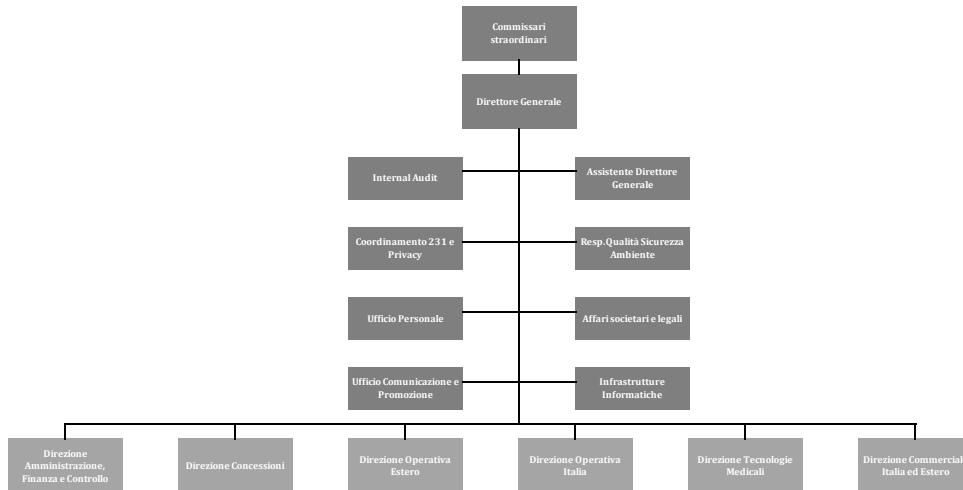 Commissari
straordinari
Direttore Generale
Internal Audit
Assistente Direttore
Generale
Coordinamento 231 e
Privacy
Resp.Qualità Sicurezza
Ambiente
Ufficio Personale
Affari societari e legali
Ufficio Comunicazione e
Promozione
Infrastrutture
Informatiche
Direzione
Amministrazione,
Finanza e Controllo
Direzione Concessioni
Direzione Operativa
Estero
Direzione Operativa
Italia
Direzione Tecnologie
Medicali
Direzione Commercial
Italia ed Estero